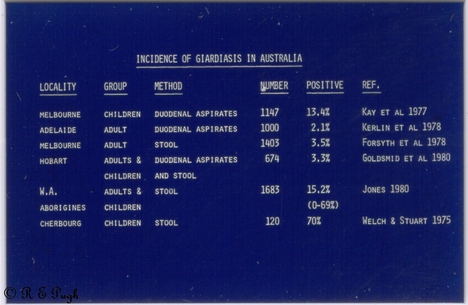 INCIDENCE OF GIARDIASIS IN AUSTRALIA
LOCALITY GROUP METHOD NUMBER POSITIVE REF.
MELBOURNE CHILDREN DUODENAL ASPIRATES 1147 13.4% KAY ET AL 1977
ADELAIDE ADULT DUODENAL ASPIRATES 1000 2.1% KERLIN ET AL 1978
MELBOURNE ADULT STOOL 1403 3.5% FORSYTH ET AL 1978
HOBART ADULTS & DUODENAL ASPIRATES 674 3.3% GOLDSMID ET AL 1980
CHILDREN AND STOOL
W.A. ADULTS & STOOL 1683 15.2% JONES 1980
ABORIGINES CHILDREN (0-69%)
CHERBOURG CHILDREN STOOL 120 70% WELCH & STUART 1975
© R E Pugh